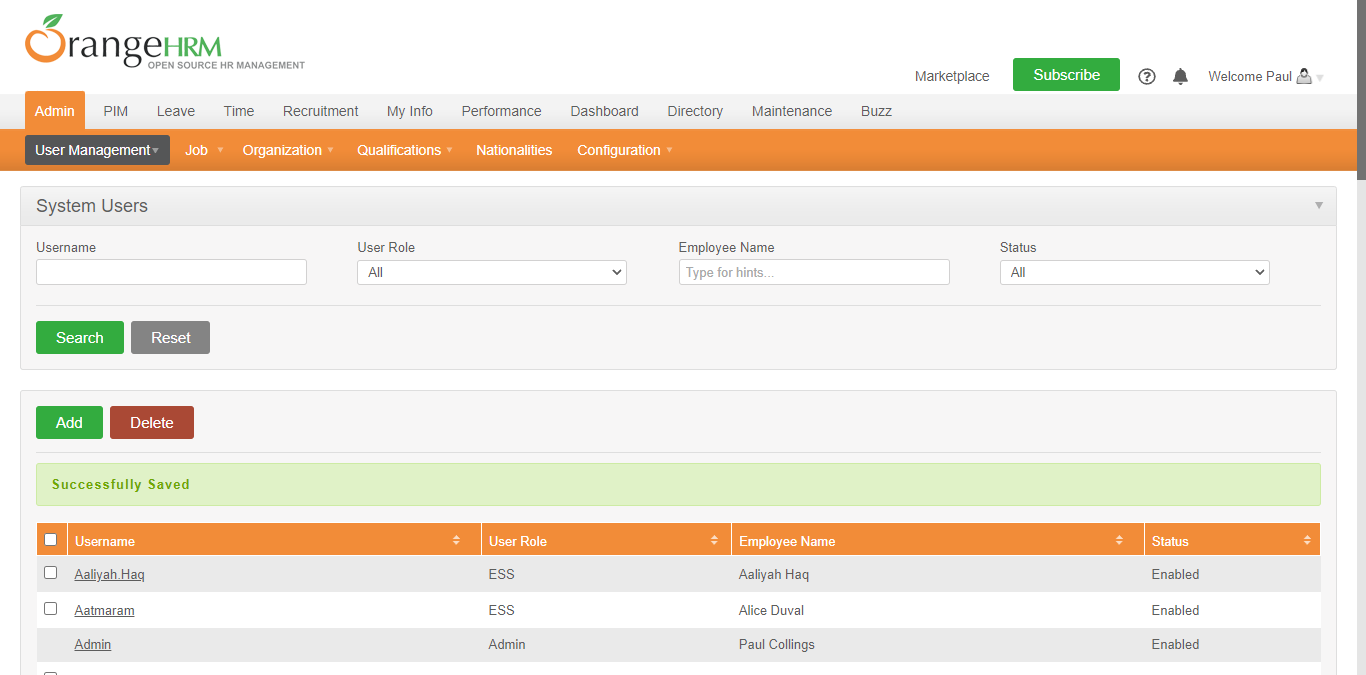 OrangeHRM
OPEN SOURCE HR MANAGEMENT
Marketplace Subscribe Welcome Paul
Admin PIM Leave Time Recruitment My Info Performance Dashboard Directory Maintenance Buzz
User Management Job Organization Qualifications Nationalities Configuration
System Users
Username User Role Employee Name Status
All Type for hints... All
Search Reset
Add Delete
Successfully Saved
Username User Role Employee Name Status
Aaliyah.Haq ESS Aaliyah Haq Enabled
Aatmaram ESS Alice Duval Enabled
Admin Admin Paul Collings Enabled